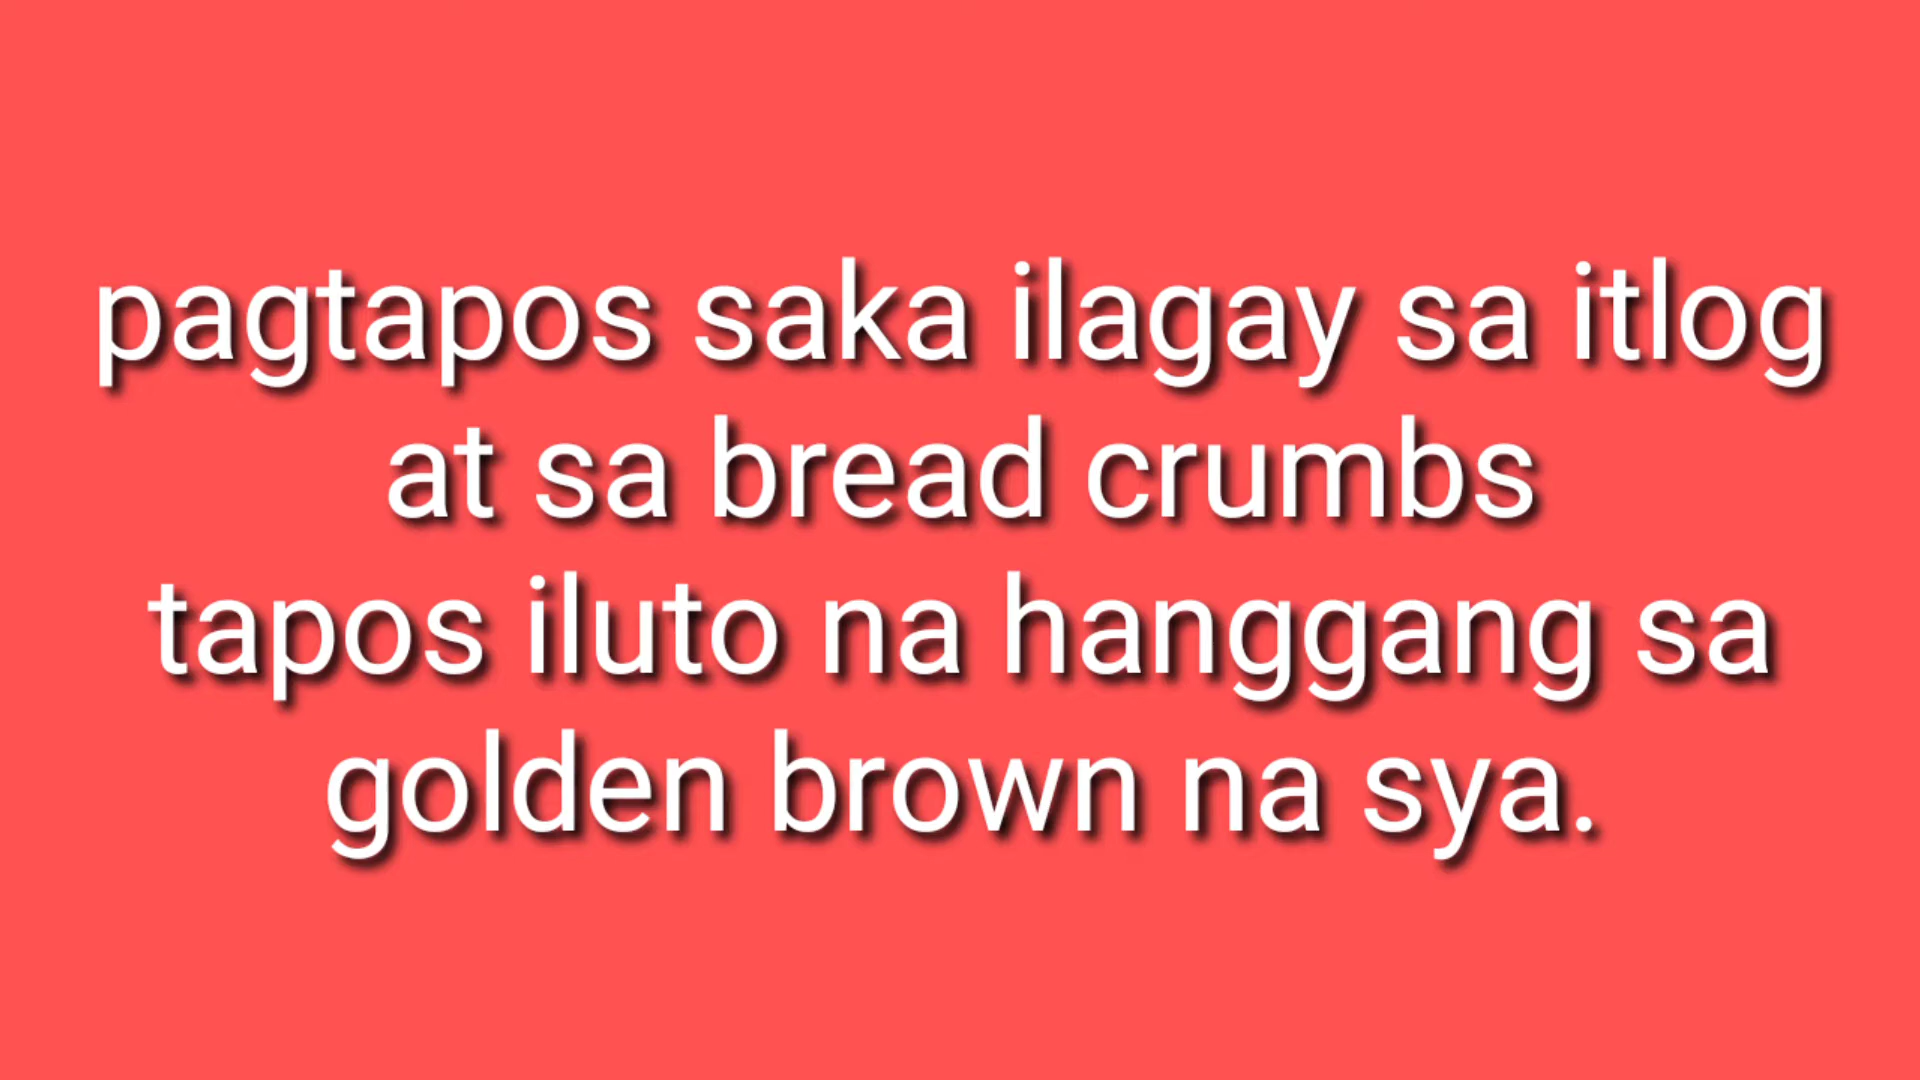 pagtapos saka ilagay sa itlog
at sa bread crumbs
tapos iluto na hanggang sa
golden brown na sya.